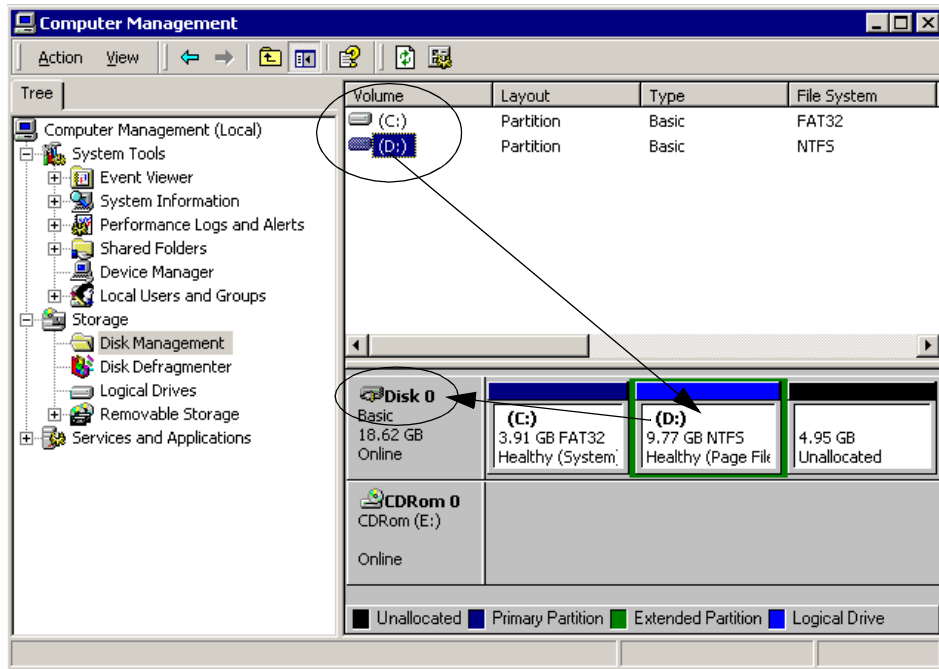 Computer Management
Action View
Tree
Computer Management (Local)
System Tools
Event Viewer
System Information
Performance Logs and Alerts
Shared Folders
Device Manager
Local Users and Groups
Storage
Disk Management
Disk Defragmenter
Logical Drives
Removable Storage
Services and Applications
Volume Layout Type File System
(C:) Partition Basic FAT32
(D:) Partition Basic NTFS
Disk 0
Basic
18.62 GB
Online
(C:)
3.91 GB FAT32
Healthy (System)
(D:)
9.77 GB NTFS
Healthy (Page File
4.95 GB
Unallocated
CDRom 0
CDRom (E:)
Online
Unallocated Primary Partition Extended Partition Logical Drive